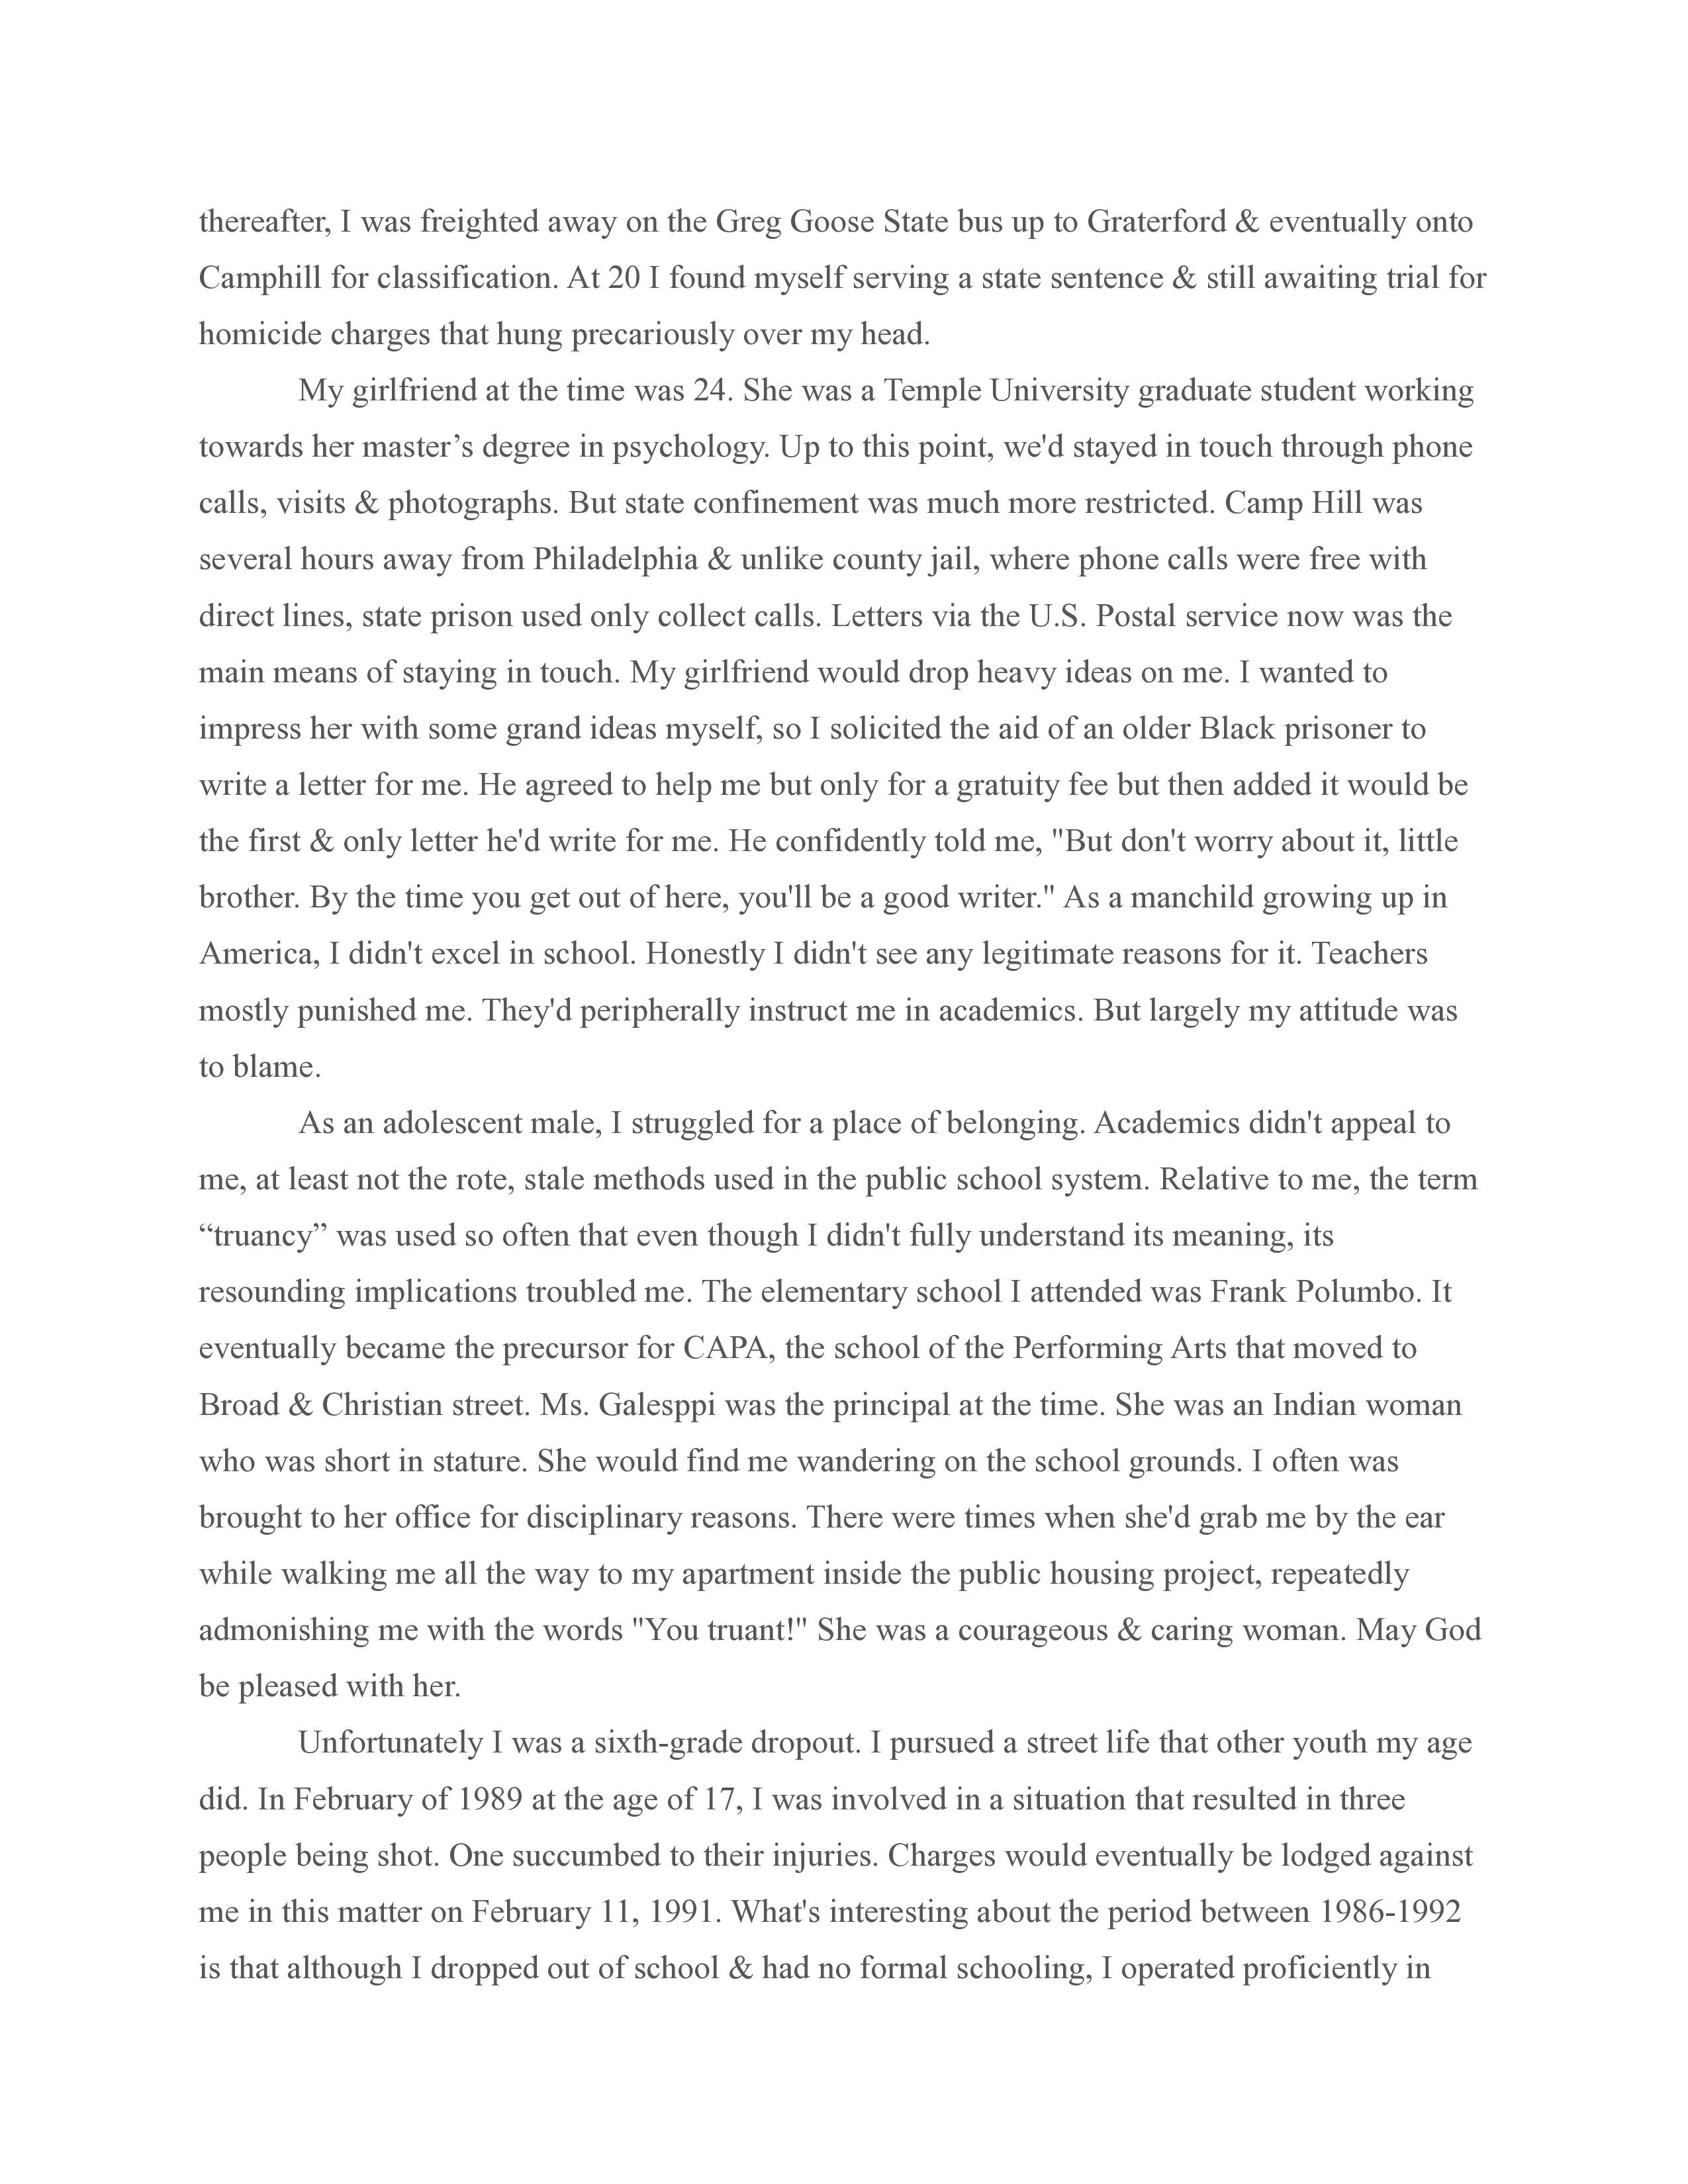 thereafter, I was freighted away on the Greg Goose State bus up to Graterford & eventually onto
Camphill for classification. At 20 I found myself serving a state sentence & still awaiting trial for
homicide charges that hung precariously over my head.
My girlfriend at the time was 24. She was a Temple University graduate student working
towards her master’s degree in psychology. Up to this point, we'd stayed in touch through phone
calls, visits & photographs. But state confinement was much more restricted. Camp Hill was
several hours away from Philadelphia & unlike county jail, where phone calls were free with
direct lines, state prison used only collect calls. Letters via the U.S. Postal service now was the
main means of staying in touch. My girlfriend would drop heavy ideas on me. I wanted to
impress her with some grand ideas myself, so I solicited the aid of an older Black prisoner to
write a letter for me. He agreed to help me but only for a gratuity fee but then added it would be
the first & only letter he'd write for me. He confidently told me, "But don't worry about it, little
brother. By the time you get out of here, you'll be a good writer." As a manchild growing up in
America, I didn't excel in school. Honestly I didn't see any legitimate reasons for it. Teachers
mostly punished me. They'd peripherally instruct me in academics. But largely my attitude was
to blame.
As an adolescent male, I struggled for a place of belonging. Academics didn't appeal to
me, at least not the rote, stale methods used in the public school system. Relative to me, the term
“truancy” was used so often that even though I didn't fully understand its meaning, its
resounding implications troubled me. The elementary school I attended was Frank Polumbo. It
eventually became the precursor for CAPA, the school of the Performing Arts that moved to
Broad & Christian street. Ms. Galesppi was the principal at the time. She was an Indian woman
who was short in stature. She would find me wandering on the school grounds. I often was
brought to her office for disciplinary reasons. There were times when she'd grab me by the ear
while walking me all the way to my apartment inside the public housing project, repeatedly
admonishing me with the words "You truant!" She was a courageous & caring woman. May God
be pleased with her.
Unfortunately I was a sixth-grade dropout. I pursued a street life that other youth my age
did. In February of 1989 at the age of 17, I was involved in a situation that resulted in three
people being shot. One succumbed to their injuries. Charges would eventually be lodged against
me in this matter on February 11, 1991. What's interesting about the period between 1986-1992
is that although I dropped out of school & had no formal schooling, I operated proficiently in